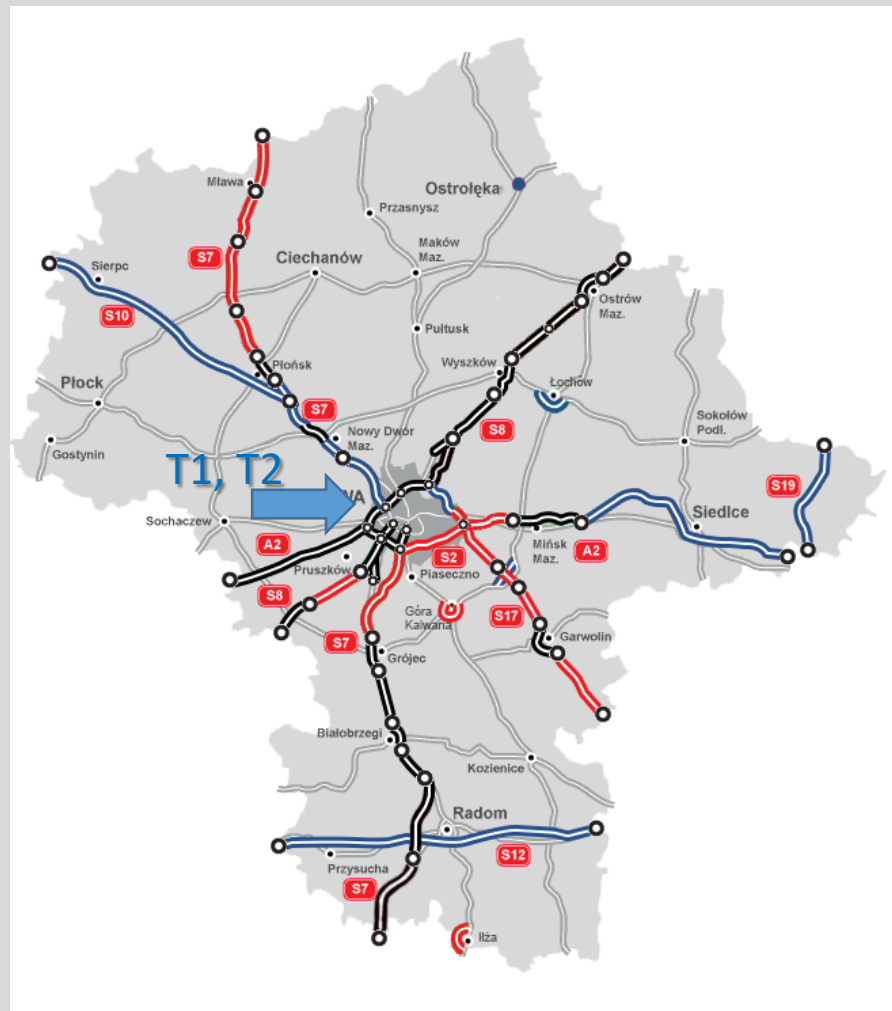 Ostrołęka
Mława
Przasnysz
S7
Ciechanów
Maków
Maz.
Sierpc
S10
Ostrów
Maz.
Pułtusk
Płońsk
Wyszków
Płock
Łochów
S7
Nowy Dwór
Maz.
S8
Sokołów
Podl.
Gostynin
T1, T2
WA
S19
Sochaczew
Siedlce
A2
S2
Mińsk
Maz.
A2
Pruszków
Piaseczno
S8
Góra
Kalwaria
S17
Garwolin
S7
Grójec
Białobrzegi
Kozienice
Radom
S12
Przysucha
S7
Iłża